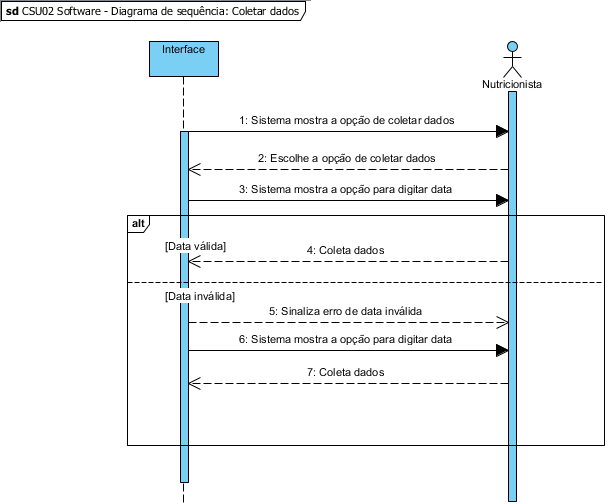 sd CSU02 Software - Diagrama de sequência: Coletar dados
Interface
Nutricionista
1: Sistema mostra a opção de coletar dados
2: Escolhe a opção de coletar dados
3: Sistema mostra a opção para digitar data
alt
[Data válida]
4: Coleta dados
[Data inválida]
5: Sinaliza erro de data inválida
6: Sistema mostra a opção para digitar data
7: Coleta dados